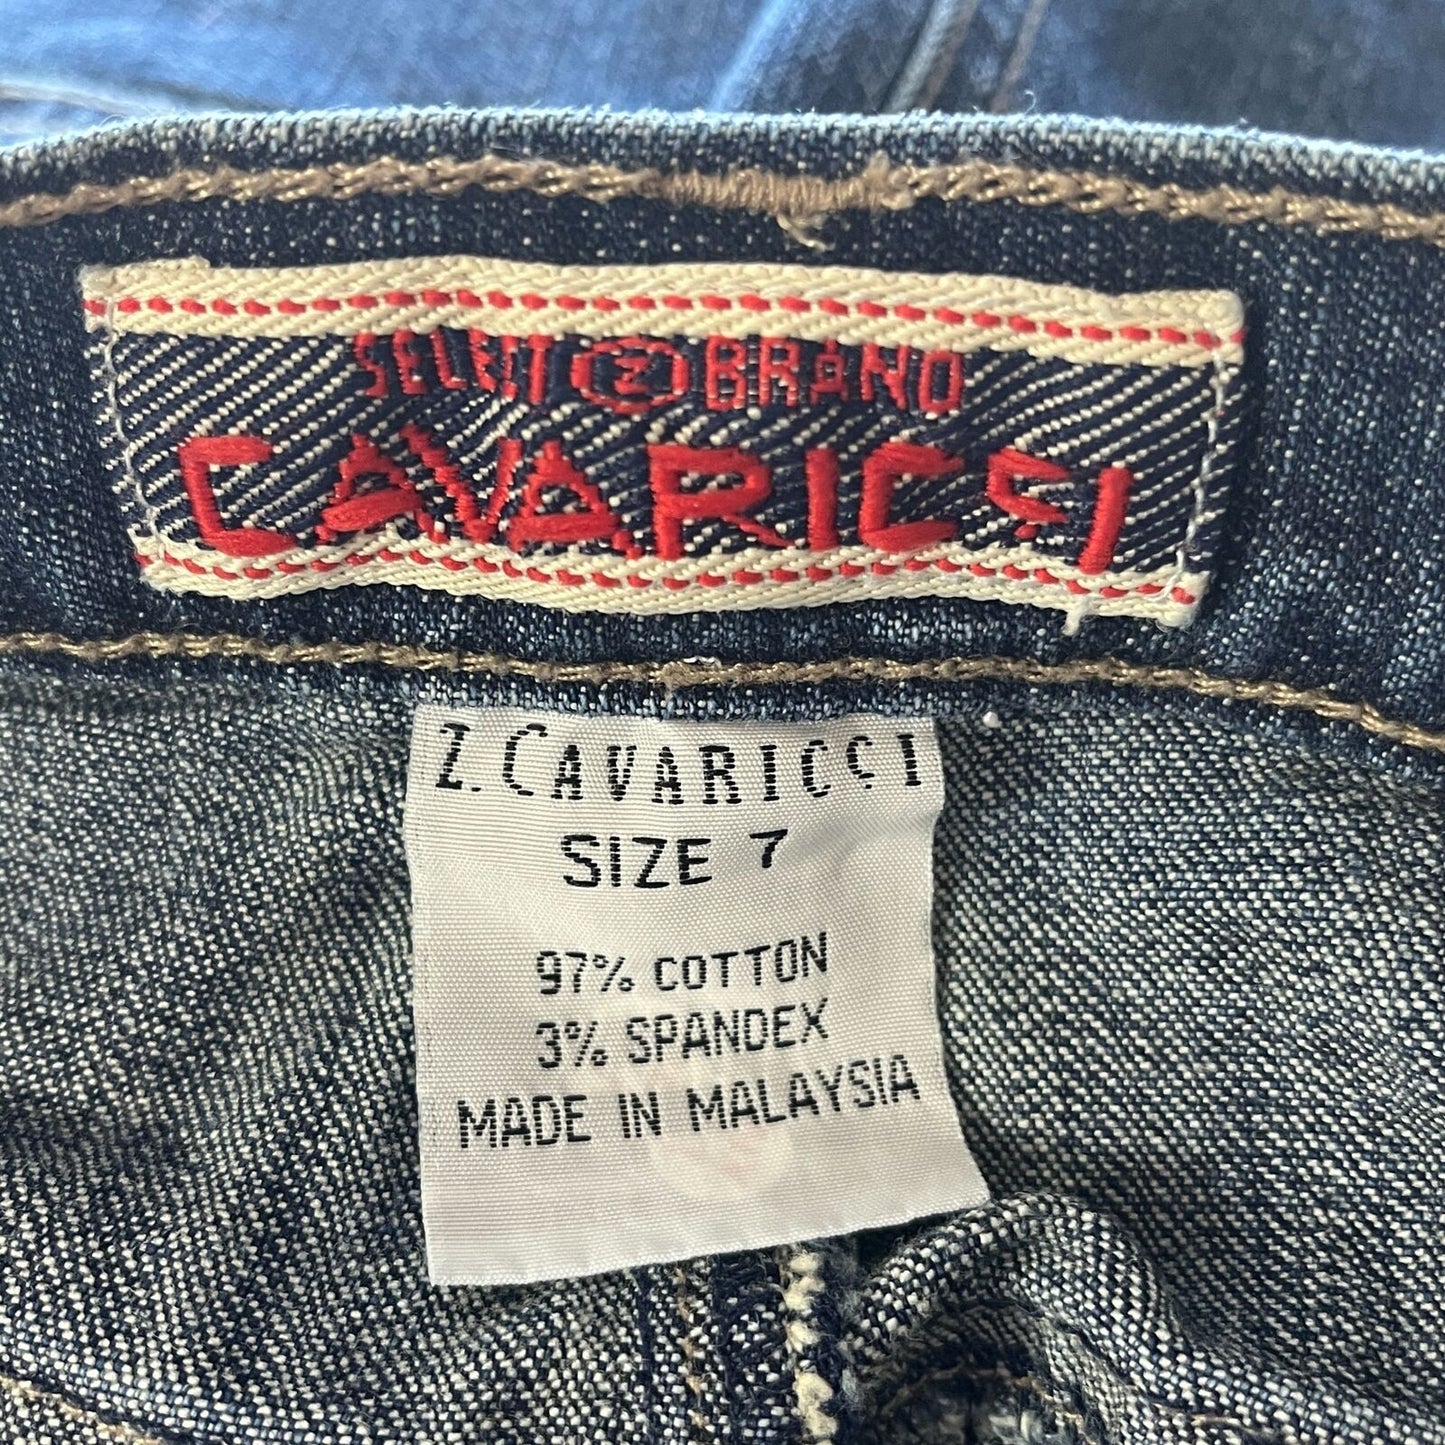 SELECT Z BRAND
CAVARICCI
Z. CAVARICCI
SIZE 7
97% COTTON
3% SPANDEX
MADE IN MALAYSIA